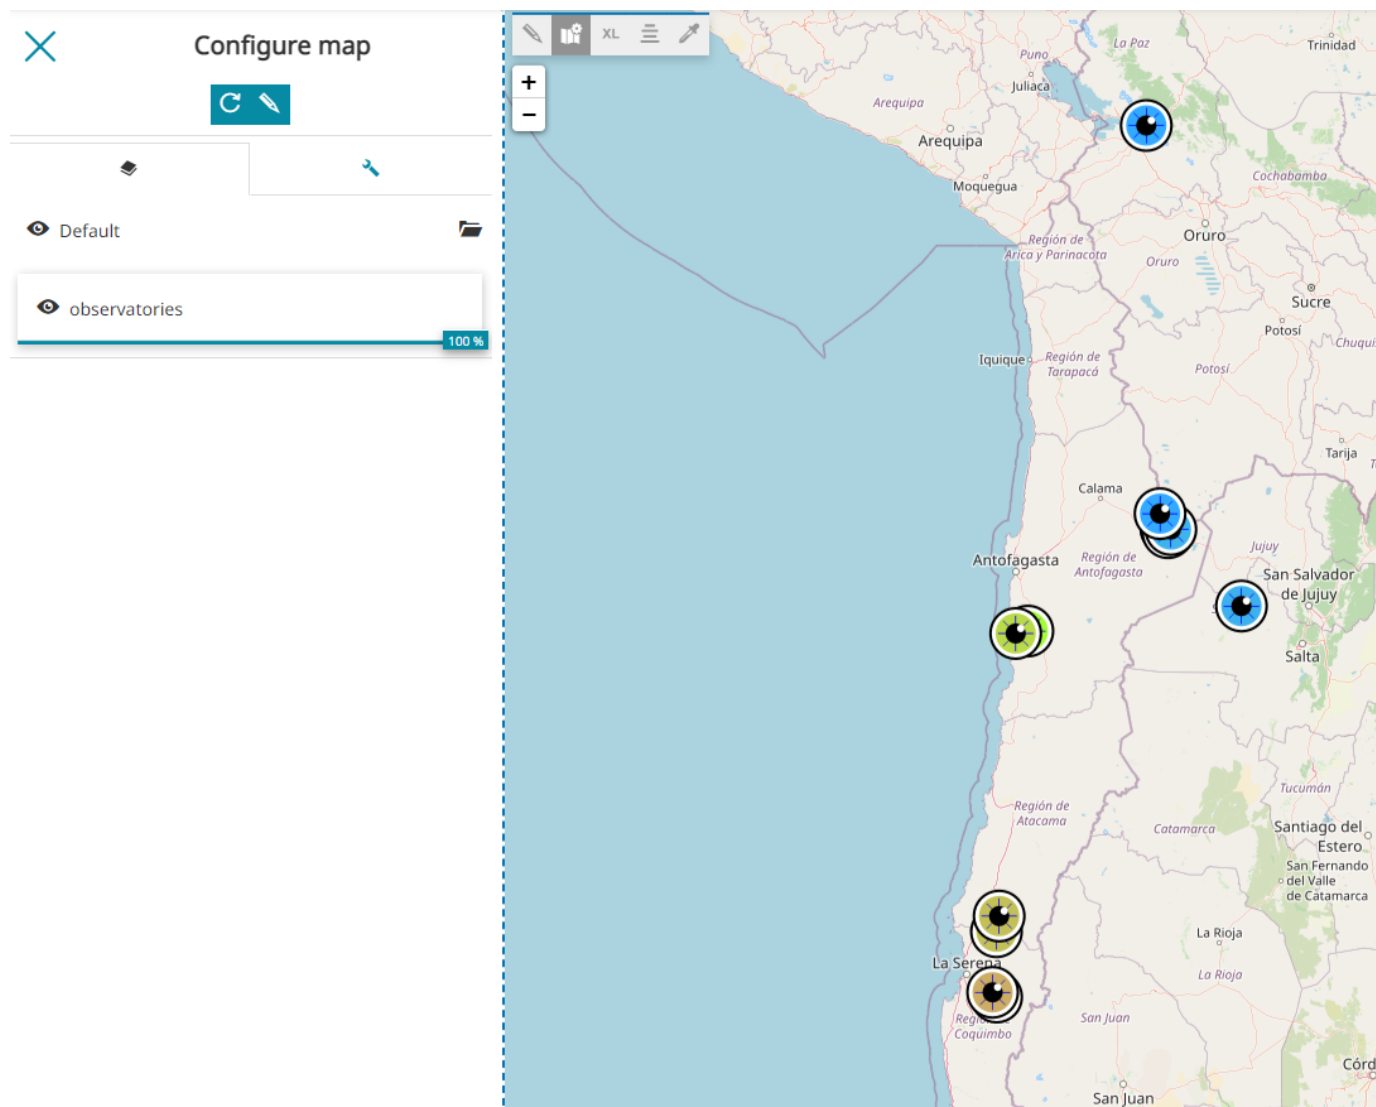 Configure map
Default
observatories
100 %
XL
+
−
La Paz
Trinidad
Puno
Juliaca
Arequipa
Arequipa
Moquegua
Cochabamba
Región de
Arica y Parinacota
Oruro
Oruro
Sucre
Potosí
Chuquis
Iquique
Región de
Tarapacá
Potosí
Tarija
Calama
Antofagasta
Región de
Antofagasta
Jujuy
San Salvador
de Jujuy
Salta
Región de
Atacama
Tucumán
Catamarca
Santiago del
Estero
San Fernando
del Valle
de Catamarca
La Rioja
La Serena
La Rioja
Coquimbo
San Juan
Córd
San Juan